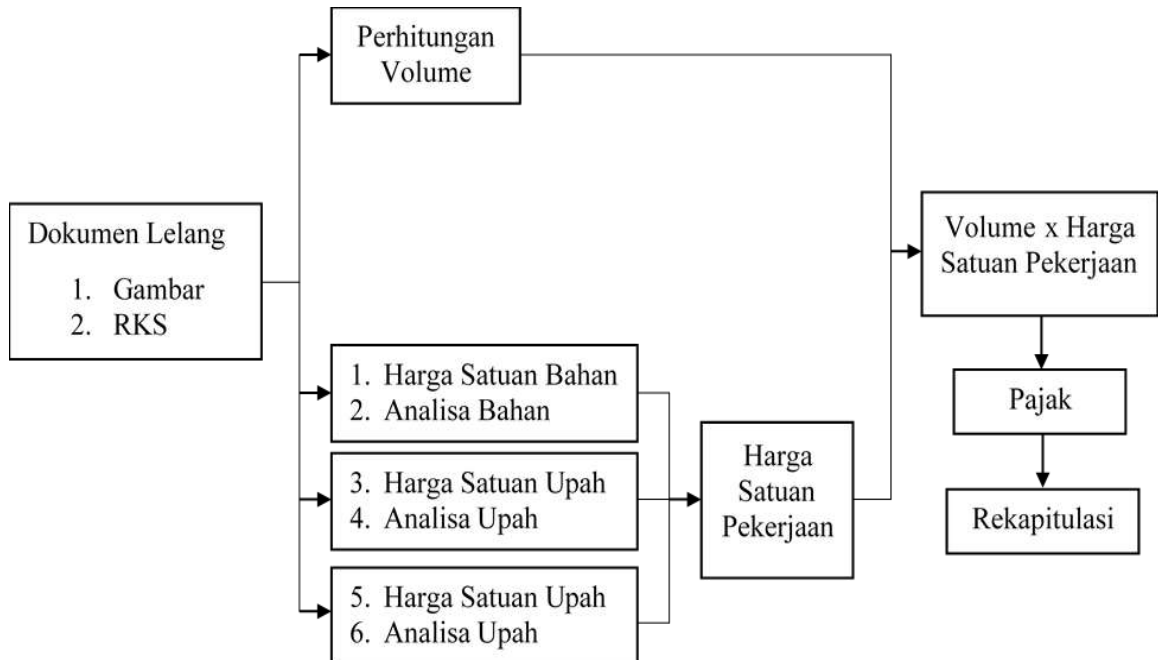 Perhitungan
Volume
Dokumen Lelang
1. Gambar
2. RKS
1. Harga Satuan Bahan
2. Analisa Bahan
3. Harga Satuan Upah
4. Analisa Upah
5. Harga Satuan Upah
6. Analisa Upah
Harga
Satuan
Pekerjaan
Volume x Harga
Satuan Pekerjaan
Pajak
Rekapitulasi